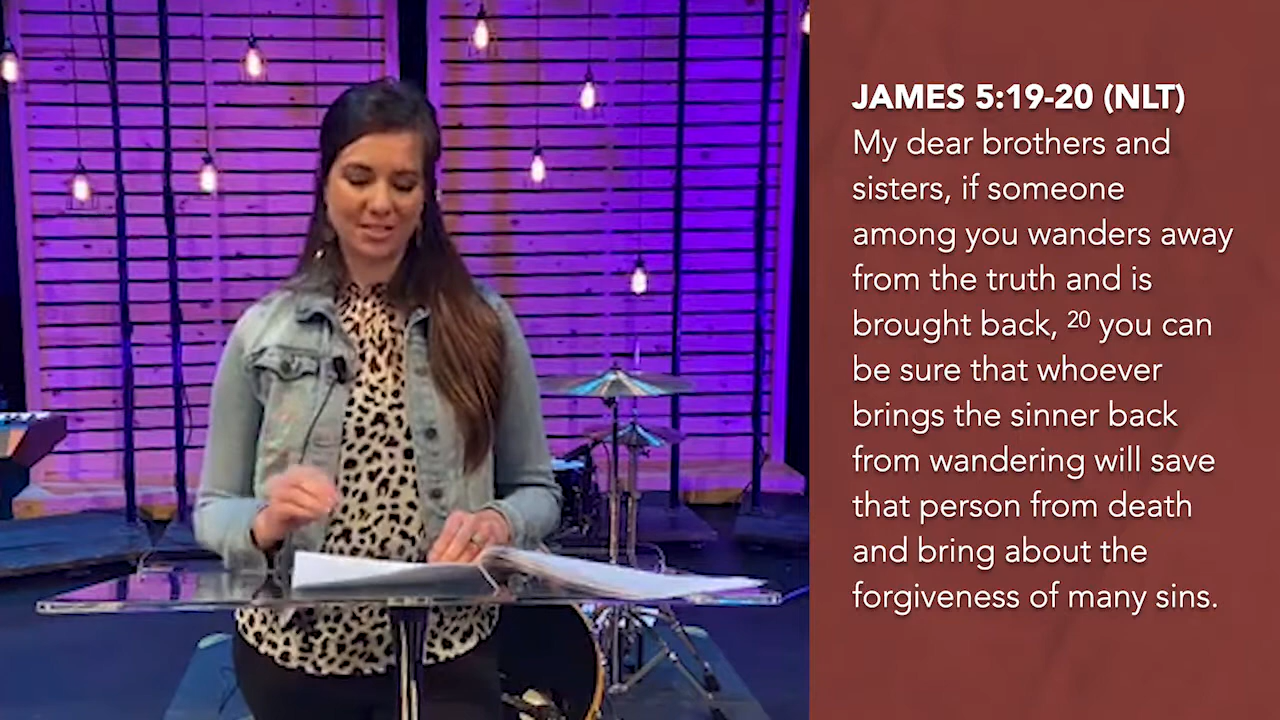 JAMES 5:19-20 (NLT)
My dear brothers and
sisters, if someone
among you wanders away
from the truth and is
brought back, 20 you can
be sure that whoever
brings the sinner back
from wandering will save
that person from death
and bring about the
forgiveness of many sins.